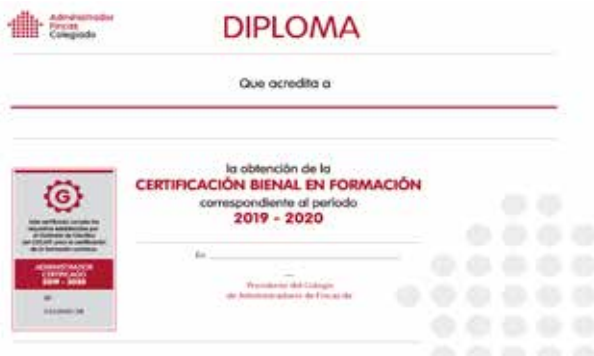 Administrador
Fincas
Colegiado
DIPLOMA
Que acredita a
la obtención de la
CERTIFICACIÓN BIENAL EN FORMACIÓN
correspondiente al período
2019 - 2020
G
ADMINISTRADOR
CERTIFICADO
2019 - 2020
En
Presidente del Colegio
de Administradores de Fincas de